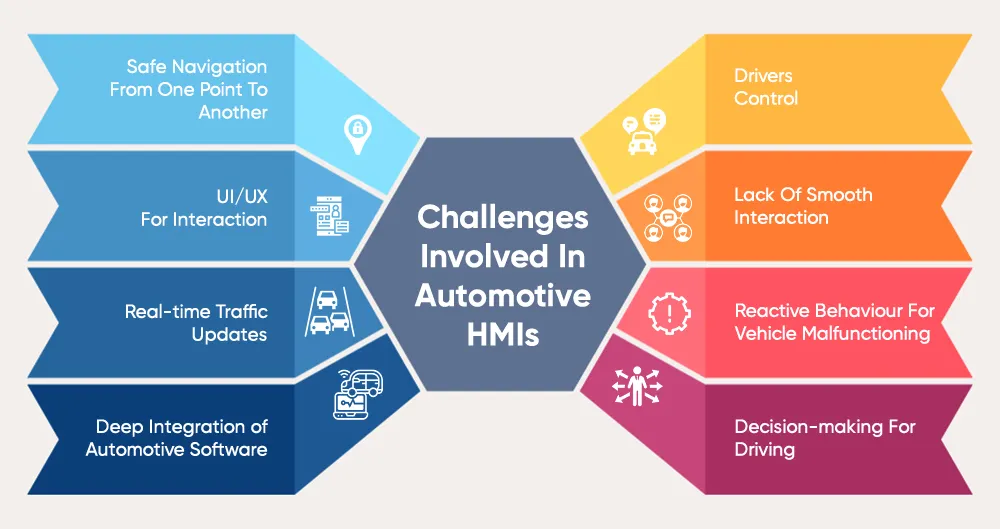 Safe Navigation
From One Point To
Another
UI/UX
For Interaction
Real-time Traffic
Updates
Deep Integration of
Automotive Software
Challenges
Involved In
Automotive
HMIs
Drivers
Control
Lack Of Smooth
Interaction
Reactive Behaviour For
Vehicle Malfunctioning
Decision-making For
Driving